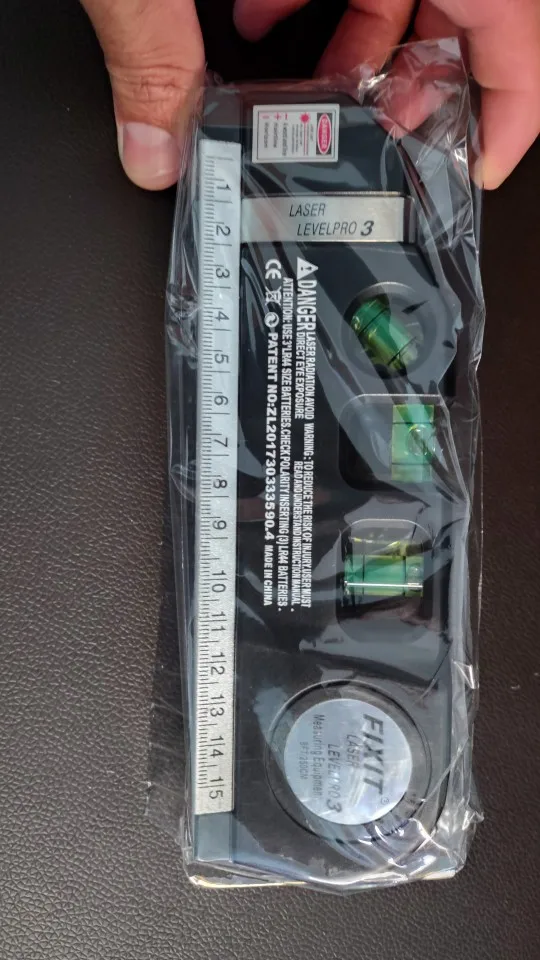 DANGER
LASER
LEVELPRO 3
DANGER LASER RADIATION AVOID
DIRECT EYE EXPOSURE
WARNING: TO REDUCE THE RISK OF INJURY, USER MUST
READ AND UNDERSTAND INSTRUCTION MANUAL.
ATTENTION: USE 3*LR44 SIZE BATTERIES. CHECK POLARITY INSERTING (3) LR44 BATTERIES.
CE PATENT NO:ZL201730333590.4 MADE IN CHINA
1 2 3 4 5 6 7 8 9 10 11 12 13 14 15
FIXIT®
LASER
LEVELPRO3
Measuring Equipment